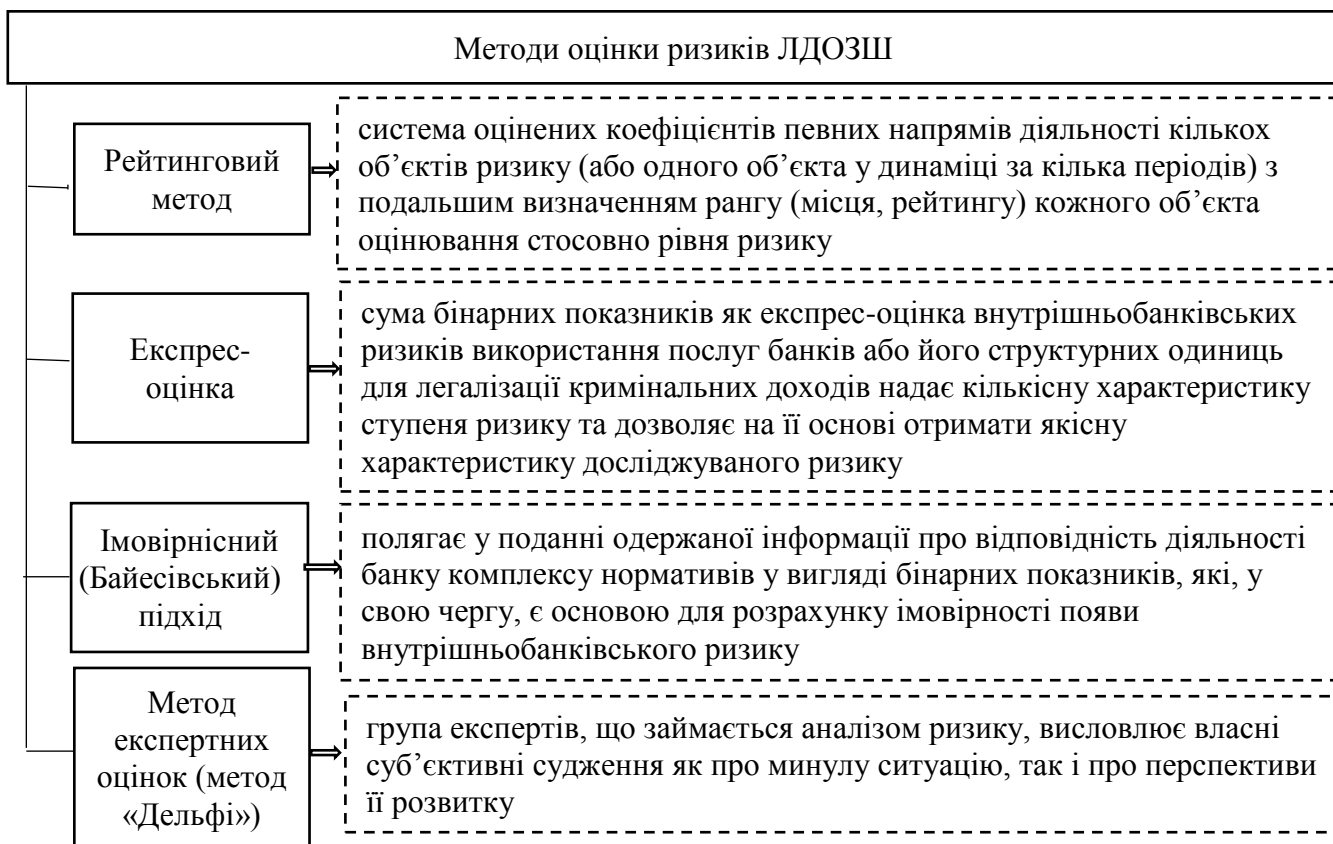 Методи оцінки ризиків ЛДОЗШ
Рейтинговий
метод
система оцінених коефіцієнтів певних напрямів діяльності кількох
об’єктів ризику (або одного об’єкта у динаміці за кілька періодів) з
подальшим визначенням рангу (місця, рейтингу) кожного об’єкта
оцінювання стосовно рівня ризику
Експрес-
оцінка
сума бінарних показників як експрес-оцінка внутрішньобанківських
ризиків використання послуг банків або його структурних одиниць
для легалізації кримінальних доходів надає кількісну характеристику
ступеня ризику та дозволяє на її основі отримати якісну
характеристику досліджуваного ризику
Імовірнісний
(Байесівський)
підхід
полягає у поданні одержаної інформації про відповідність діяльності
банку комплексу нормативів у вигляді бінарних показників, які, у
свою чергу, є основою для розрахунку імовірності появи
внутрішньобанківського ризику
Метод
експертних
оцінок (метод
«Дельфі»)
група експертів, що займається аналізом ризику, висловлює власні
суб’єктивні судження як про минулу ситуацію, так і про перспективи
її розвитку